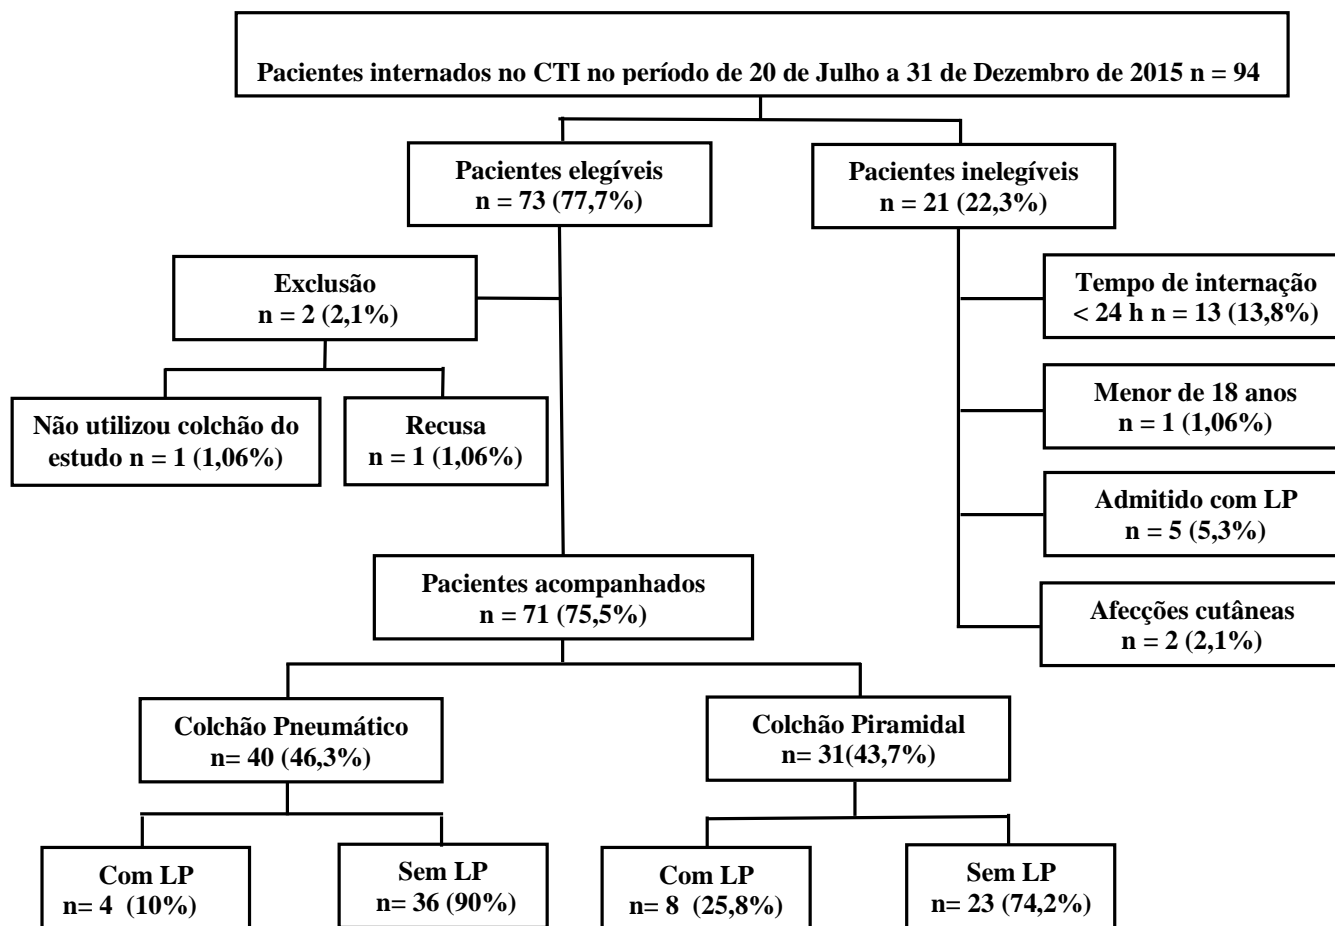 Pacientes internados no CTI no período de 20 de Julho a 31 de Dezembro de 2015 n = 94
Pacientes elegíveis
n = 73 (77,7%)
Pacientes inelegíveis
n = 21 (22,3%)
Exclusão
n = 2 (2,1%)
Tempo de internação
< 24 h n = 13 (13,8%)
Não utilizou colchão do
estudo n = 1 (1,06%)
Recusa
n = 1 (1,06%)
Menor de 18 anos
n = 1 (1,06%)
Admitido com LP
n = 5 (5,3%)
Pacientes acompanhados
n = 71 (75,5%)
Afecções cutâneas
n = 2 (2,1%)
Colchão Pneumático
n= 40 (46,3%)
Colchão Piramidal
n= 31(43,7%)
Com LP
n= 4 (10%)
Sem LP
n= 36 (90%)
Com LP
n= 8 (25,8%)
Sem LP
n= 23 (74,2%)